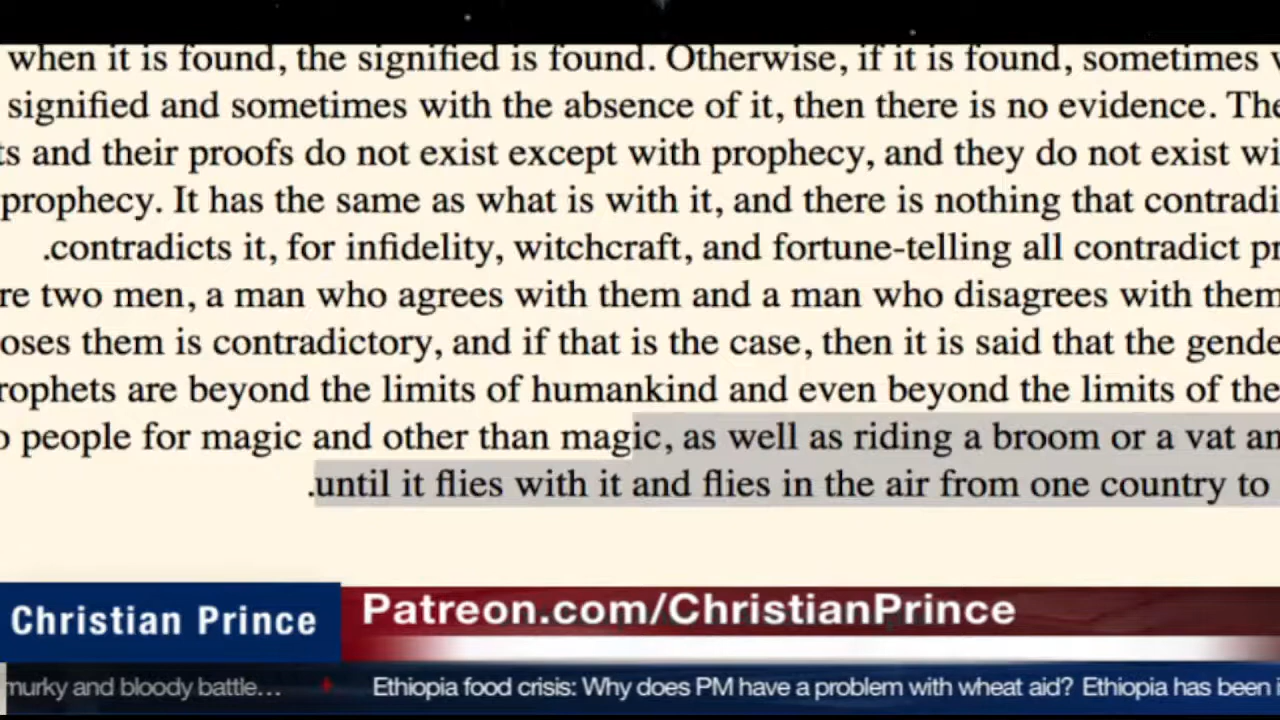 when it is found, the signified is found. Otherwise, if it is found, sometimes
signified and sometimes with the absence of it, then there is no evidence. The
and their proofs do not exist except with prophecy, and they do not exist
prophecy. It has the same as what is with it, and there is nothing that
.contradicts it, for infidelity, witchcraft, and fortune-telling all contradict
two men, a man who agrees with them and a man who disagrees with them
them is contradictory, and if that is the case, then it is said that the
are beyond the limits of humankind and even beyond the limits of the
people for magic and other than magic, as well as riding a broom or a vat
.until it flies with it and flies in the air from one country to
Christian Prince
Patreon.com/ChristianPrince
murky and bloody battle... Ethiopia food crisis: Why does PM have a problem with wheat aid? Ethiopia has been